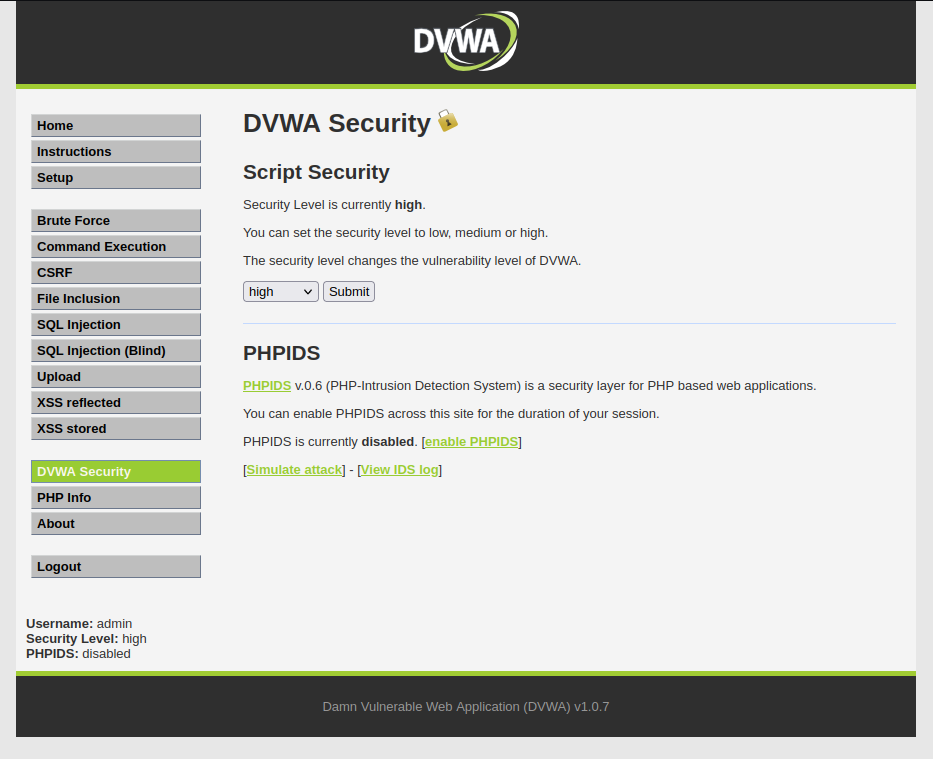 DVWA
Home
Instructions
Setup
Brute Force
Command Execution
CSRF
File Inclusion
SQL Injection
SQL Injection (Blind)
Upload
XSS reflected
XSS stored
DVWA Security
PHP Info
About
Logout
Username: admin
Security Level: high
PHPIDS: disabled
DVWA Security
Script Security
Security Level is currently high.
You can set the security level to low, medium or high.
The security level changes the vulnerability level of DVWA.
high Submit
PHPIDS
PHPIDS v.0.6 (PHP-Intrusion Detection System) is a security layer for PHP based web applications.
You can enable PHPIDS across this site for the duration of your session.
PHPIDS is currently disabled. [enable PHPIDS]
[Simulate attack] - [View IDS log]
Damn Vulnerable Web Application (DVWA) v1.0.7